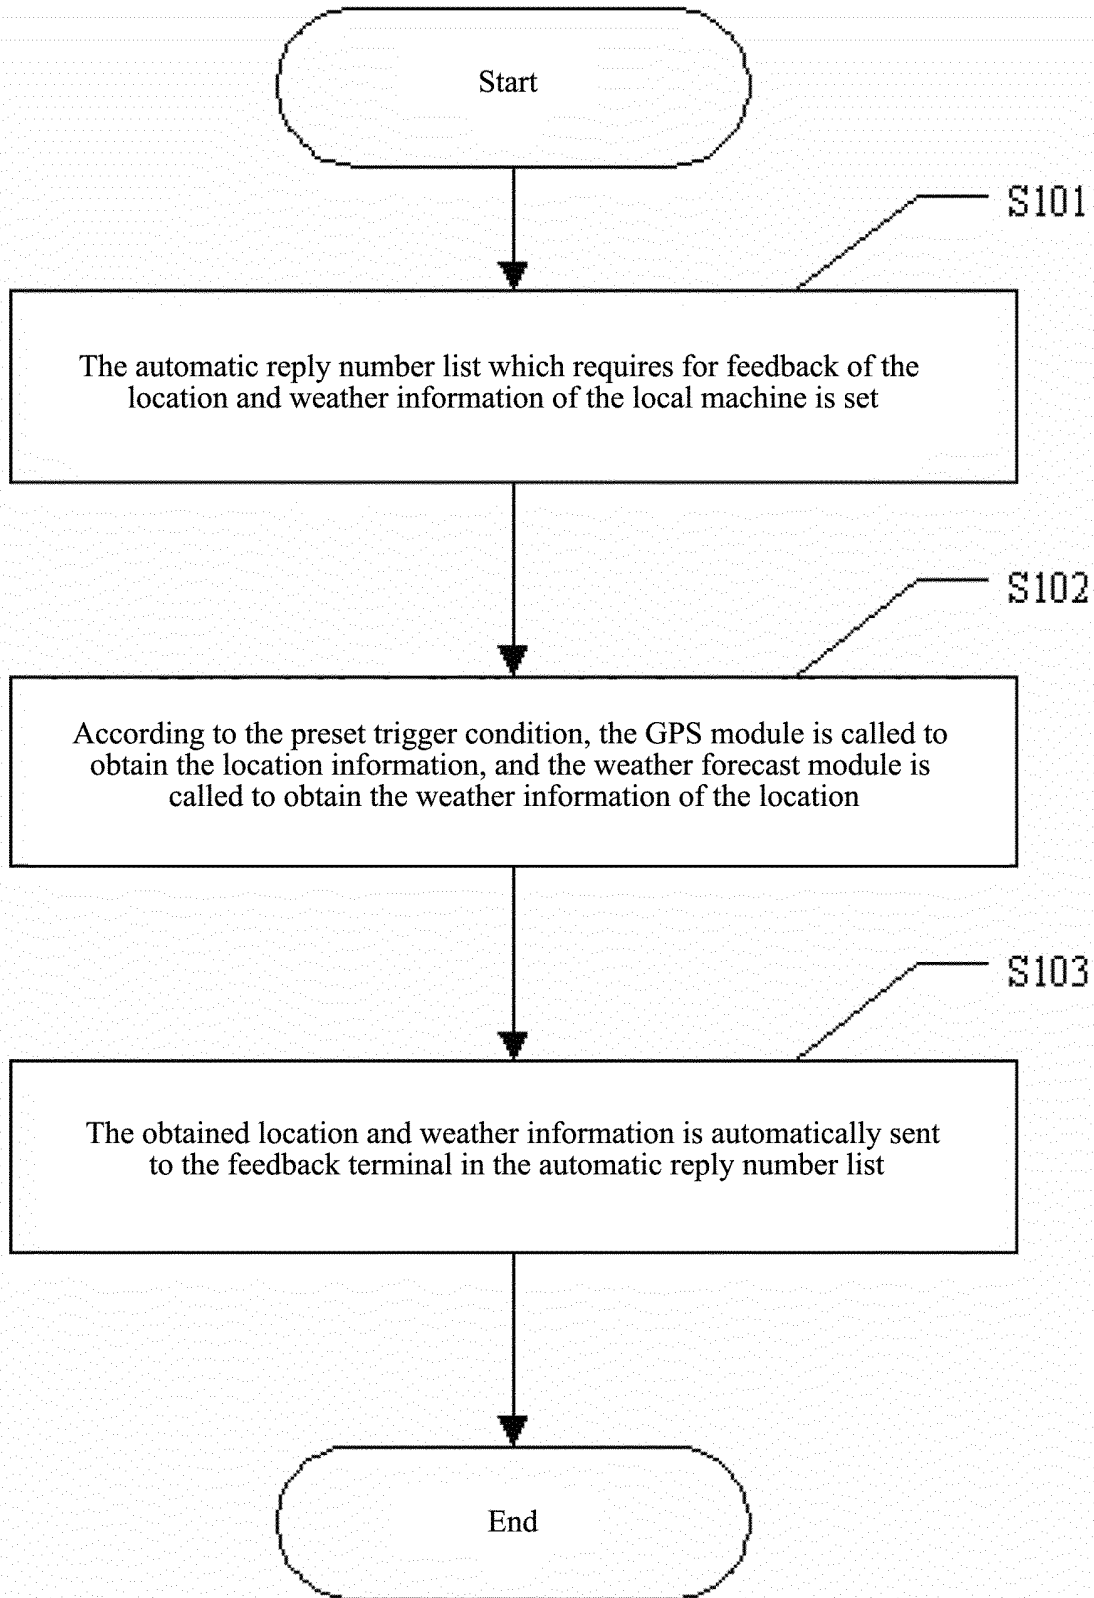 Start
S101
The automatic reply number list which requires for feedback of the
location and weather information of the local machine is set
S102
According to the preset trigger condition, the GPS module is called to
obtain the location information, and the weather forecast module is
called to obtain the weather information of the location
S103
The obtained location and weather information is automatically sent
to the feedback terminal in the automatic reply number list
End